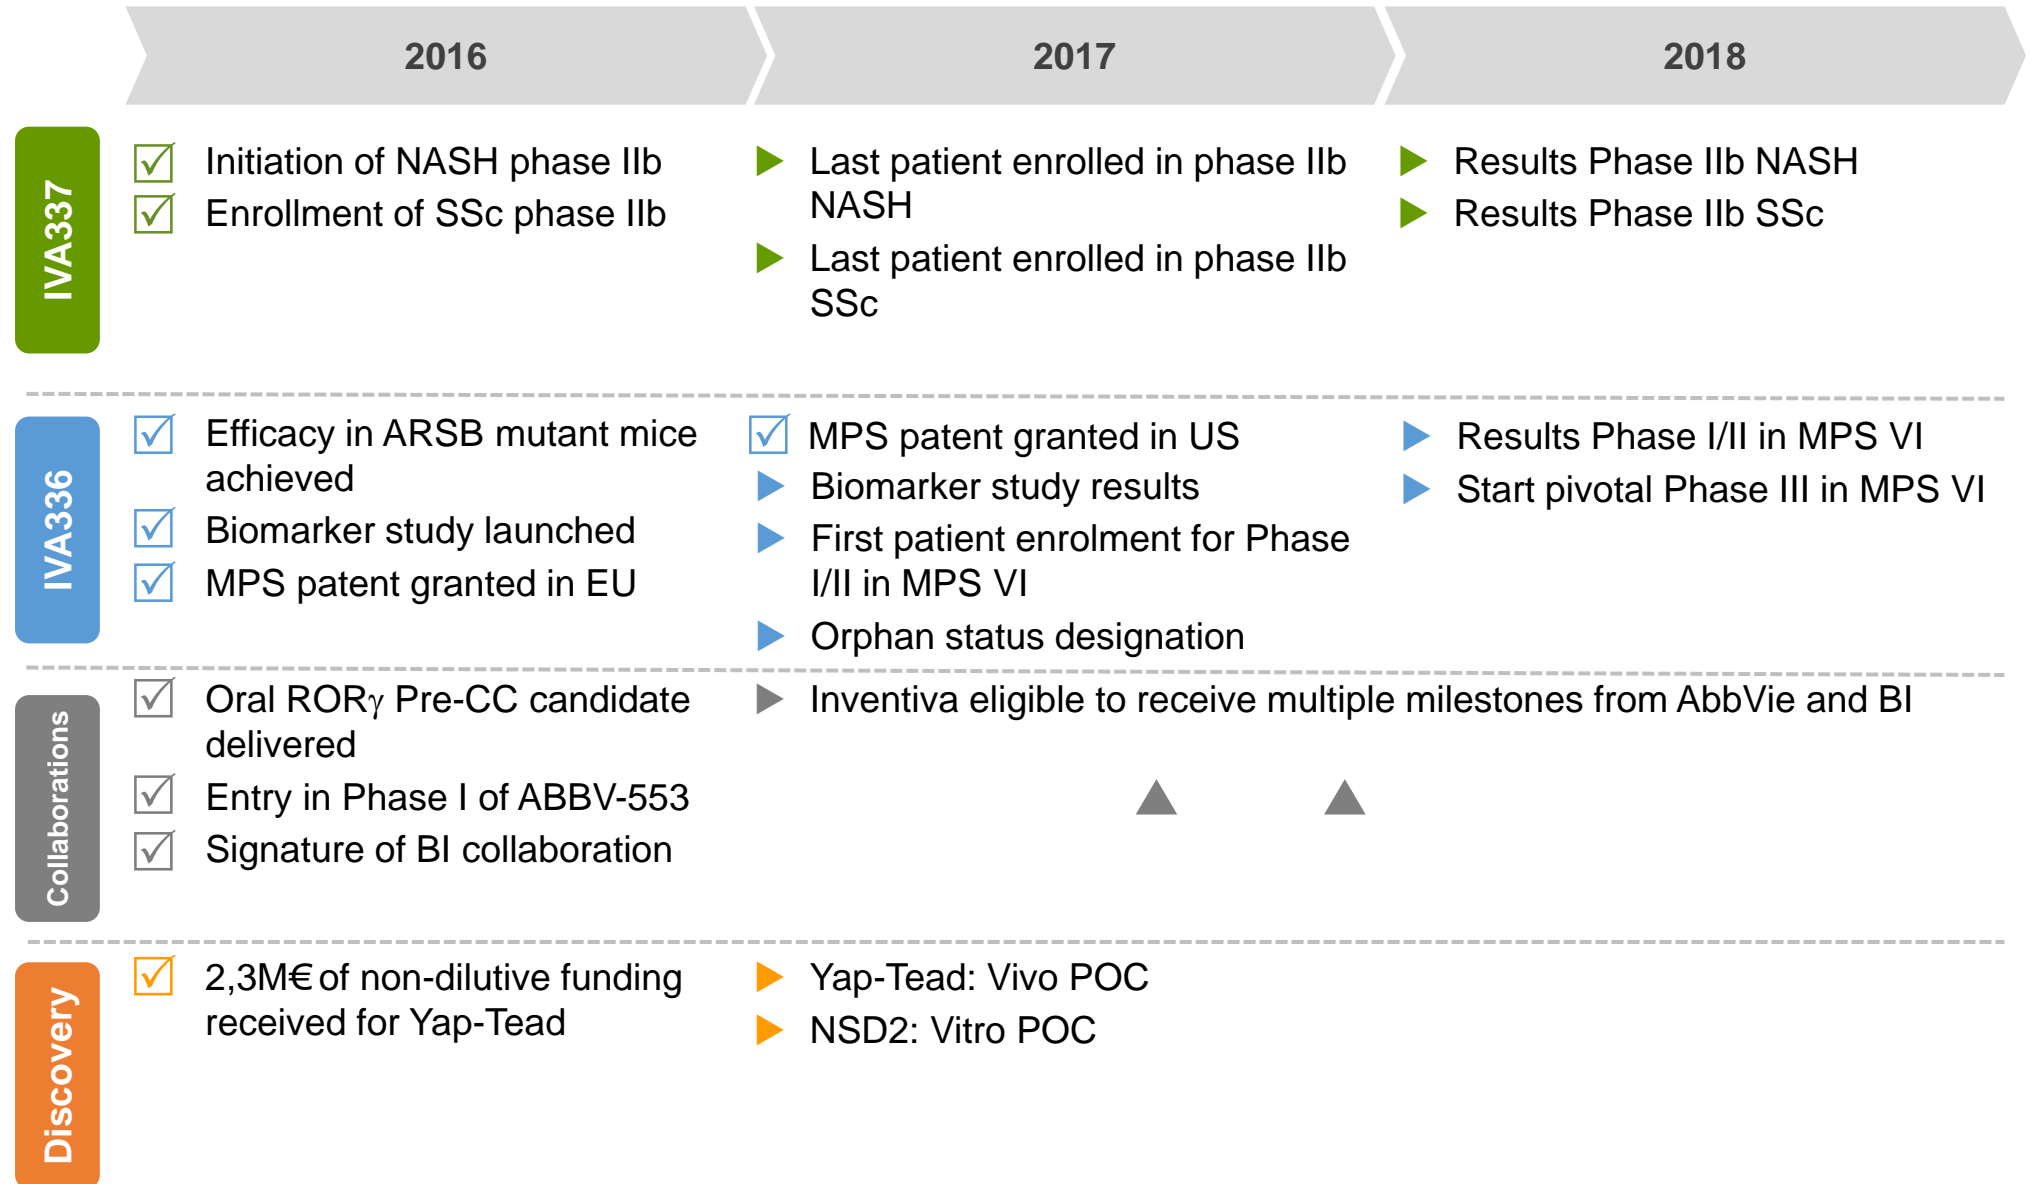 2016
2017
2018
IVA337
Initiation of NASH phase IIb
Enrollment of SSc phase IIb
Last patient enrolled in phase IIb
NASH
Last patient enrolled in phase IIb
SSc
Results Phase IIb NASH
Results Phase IIb SSc
IVA336
Efficacy in ARSB mutant mice
achieved
Biomarker study launched
MPS patent granted in EU
MPS patent granted in US
Biomarker study results
First patient enrolment for Phase
I/II in MPS VI
Orphan status designation
Results Phase I/II in MPS VI
Start pivotal Phase III in MPS VI
Collaborations
Oral RORγ Pre-CC candidate
delivered
Entry in Phase I of ABBV-553
Signature of BI collaboration
Inventiva eligible to receive multiple milestones from AbbVie and BI
Discovery
2,3M€ of non-dilutive funding
received for Yap-Tead
Yap-Tead: Vivo POC
NSD2: Vitro POC